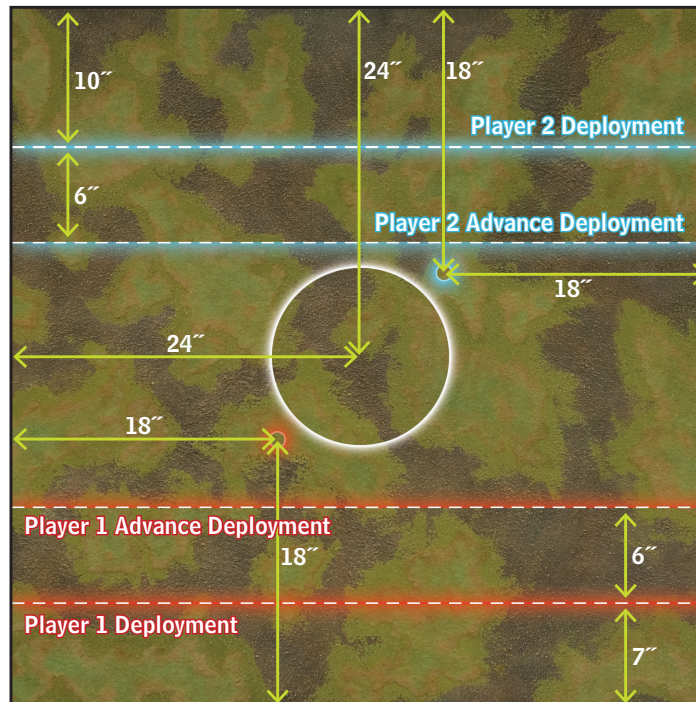 10˝
24˝
18˝
Player 2 Deployment
6˝
Player 2 Advance Deployment
18˝
24˝
18˝
Player 1 Advance Deployment
18˝
6˝
Player 1 Deployment
7˝